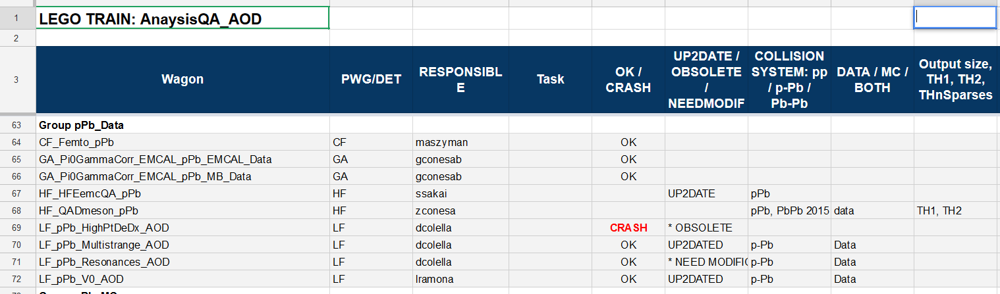 1 LEGO TRAIN: AnaysisQA_AOD
2
3 Wagon PWG/DET RESPONSIBL
E Task OK /
CRASH UP2DATE /
OBSOLETE
/
NEEDMODIF COLLISION
SYSTEM: pp
/ p-Pb /
Pb-Pb DATA / MC /
BOTH Output size,
TH1, TH2,
THnSparses
63 Group pPb_Data
64 CF_Femto_pPb CF maszyman OK
65 GA_Pi0GammaCorr_EMCAL_pPb_EMCAL_Data GA gconesab OK
66 GA_Pi0GammaCorr_EMCAL_pPb_MB_Data GA gconesab OK
67 HF_HFEemcQA_pPb HF ssakai UP2DATE pPb
68 HF_QADmeson_pPb HF zconesa pPb, PbPb 2015 data TH1, TH2
69 LF_pPb_HighPtDeDx_AOD LF dcolella CRASH * OBSOLETE
70 LF_pPb_Multistrange_AOD LF dcolella OK UP2DATED p-Pb Data
71 LF_pPb_Resonances_AOD LF dcolella OK * NEED MODIFIC p-Pb Data
72 LF_pPb_V0_AOD LF lramona OK UP2DATED p-Pb Data